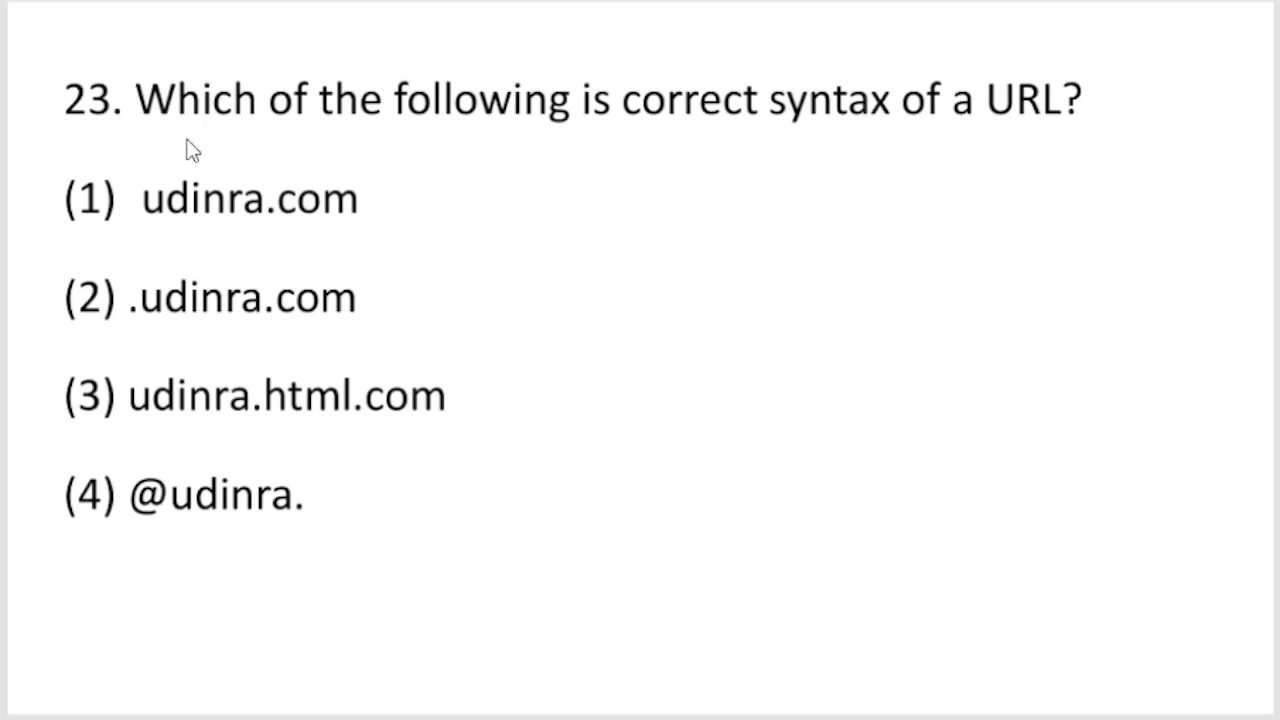 23. Which of the following is correct syntax of a URL?
(1) udinra.com
(2) .udinra.com
(3) udinra.html.com
(4) @udinra.